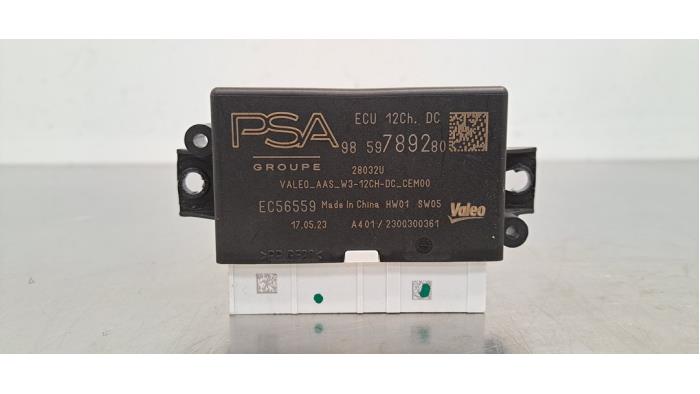 PSA
GROUPE
ECU 12Ch. DC
98 597892 80
28032U
VALEO_AAS_W3-12CH-DC_CEM00
EC56559 Made in China HW01 SW05
Valeo
17.05.23 A401/2300300361